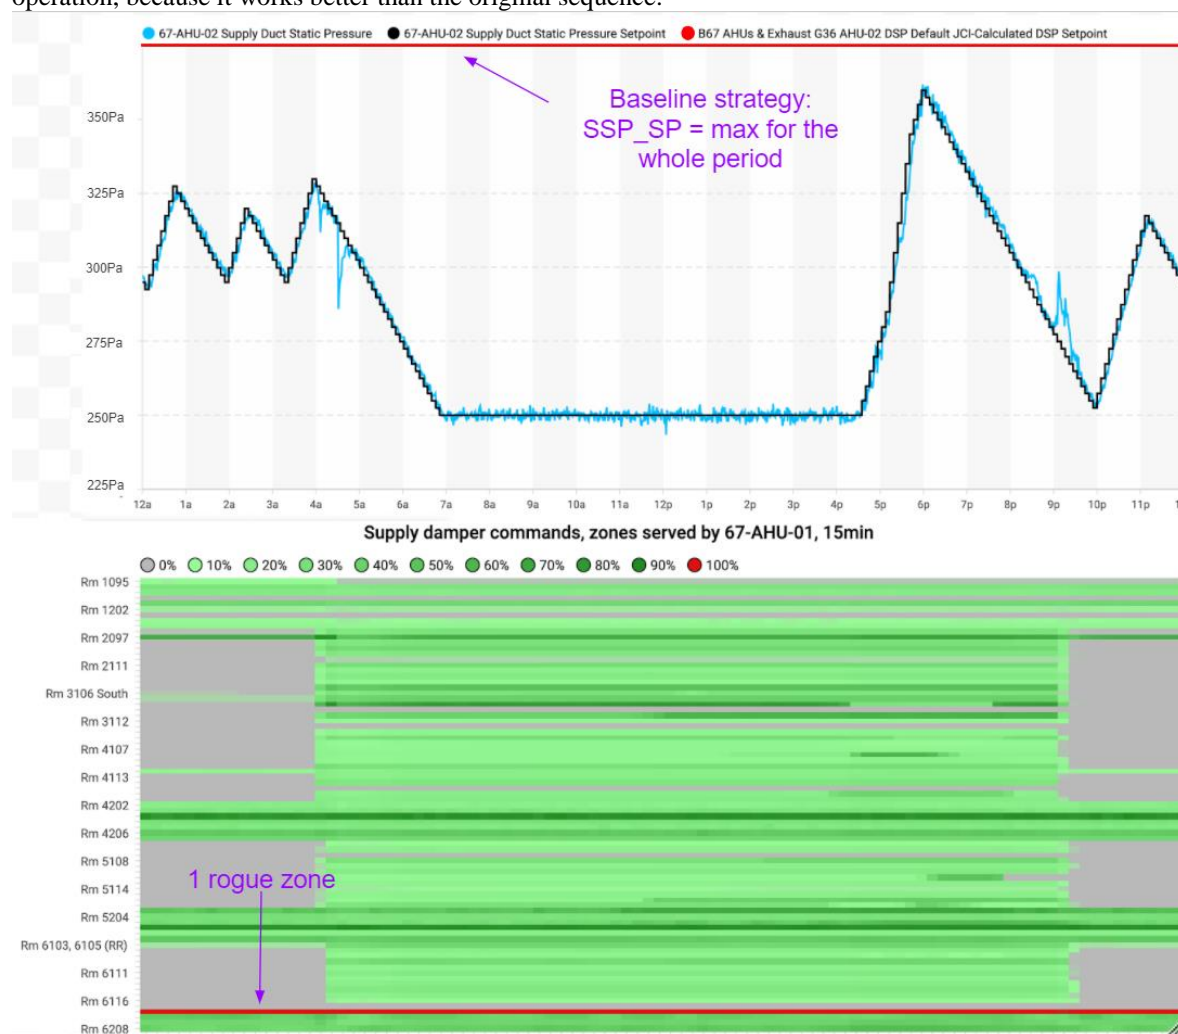 operation, because it works better than the original sequence.
67-AHU-02 Supply Duct Static Pressure 67-AHU-02 Supply Duct Static Pressure Setpoint B67 AHUs & Exhaust G36 AHU-02 DSP Default JCI-Calculated DSP Setpoint
Baseline strategy:
SSP_SP = max for the
whole period
350Pa
325Pa
300Pa
275Pa
250Pa
225Pa
12a 1a 2a 3a 4a 5a 6a 7a 8a 9a 10a 11a 12p 1p 2p 3p 4p 5p 6p 7p 8p 9p 10p 11p 1
Supply damper commands, zones served by 67-AHU-01, 15min
0% 10% 20% 30% 40% 50% 60% 70% 80% 90% 100%
Rm 1095
Rm 1202
Rm 2097
Rm 2111
Rm 3106 South
Rm 3112
Rm 4107
Rm 4113
Rm 4202
Rm 4206
Rm 5108
1 rogue zone
Rm 5114
Rm 5204
Rm 6103, 6105 (RR)
Rm 6111
Rm 6116
Rm 6208